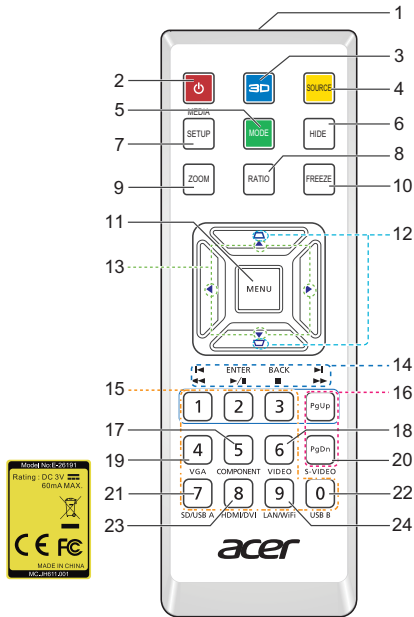 1
2
3
4
MEDIA
3D
SOURCE
5
6
SETUP
MODE
HIDE
7
8
ZOOM
RATIO
FREEZE
9
10
11
12
13
MENU
14
ENTER BACK
15
16
1 2 3 PgUp
17
18
4 5 6 PgDn
19
20
VGA COMPONENT VIDEO S-VIDEO
21
7 8 9 0
22
SD/USB A HDMI/DVI LAN/WiFi USB B
23
24
acer
Model No:E-26191
Rating : DC 3V
60mA MAX.
CE FC
MADE IN CHINA
MC.JH611.001